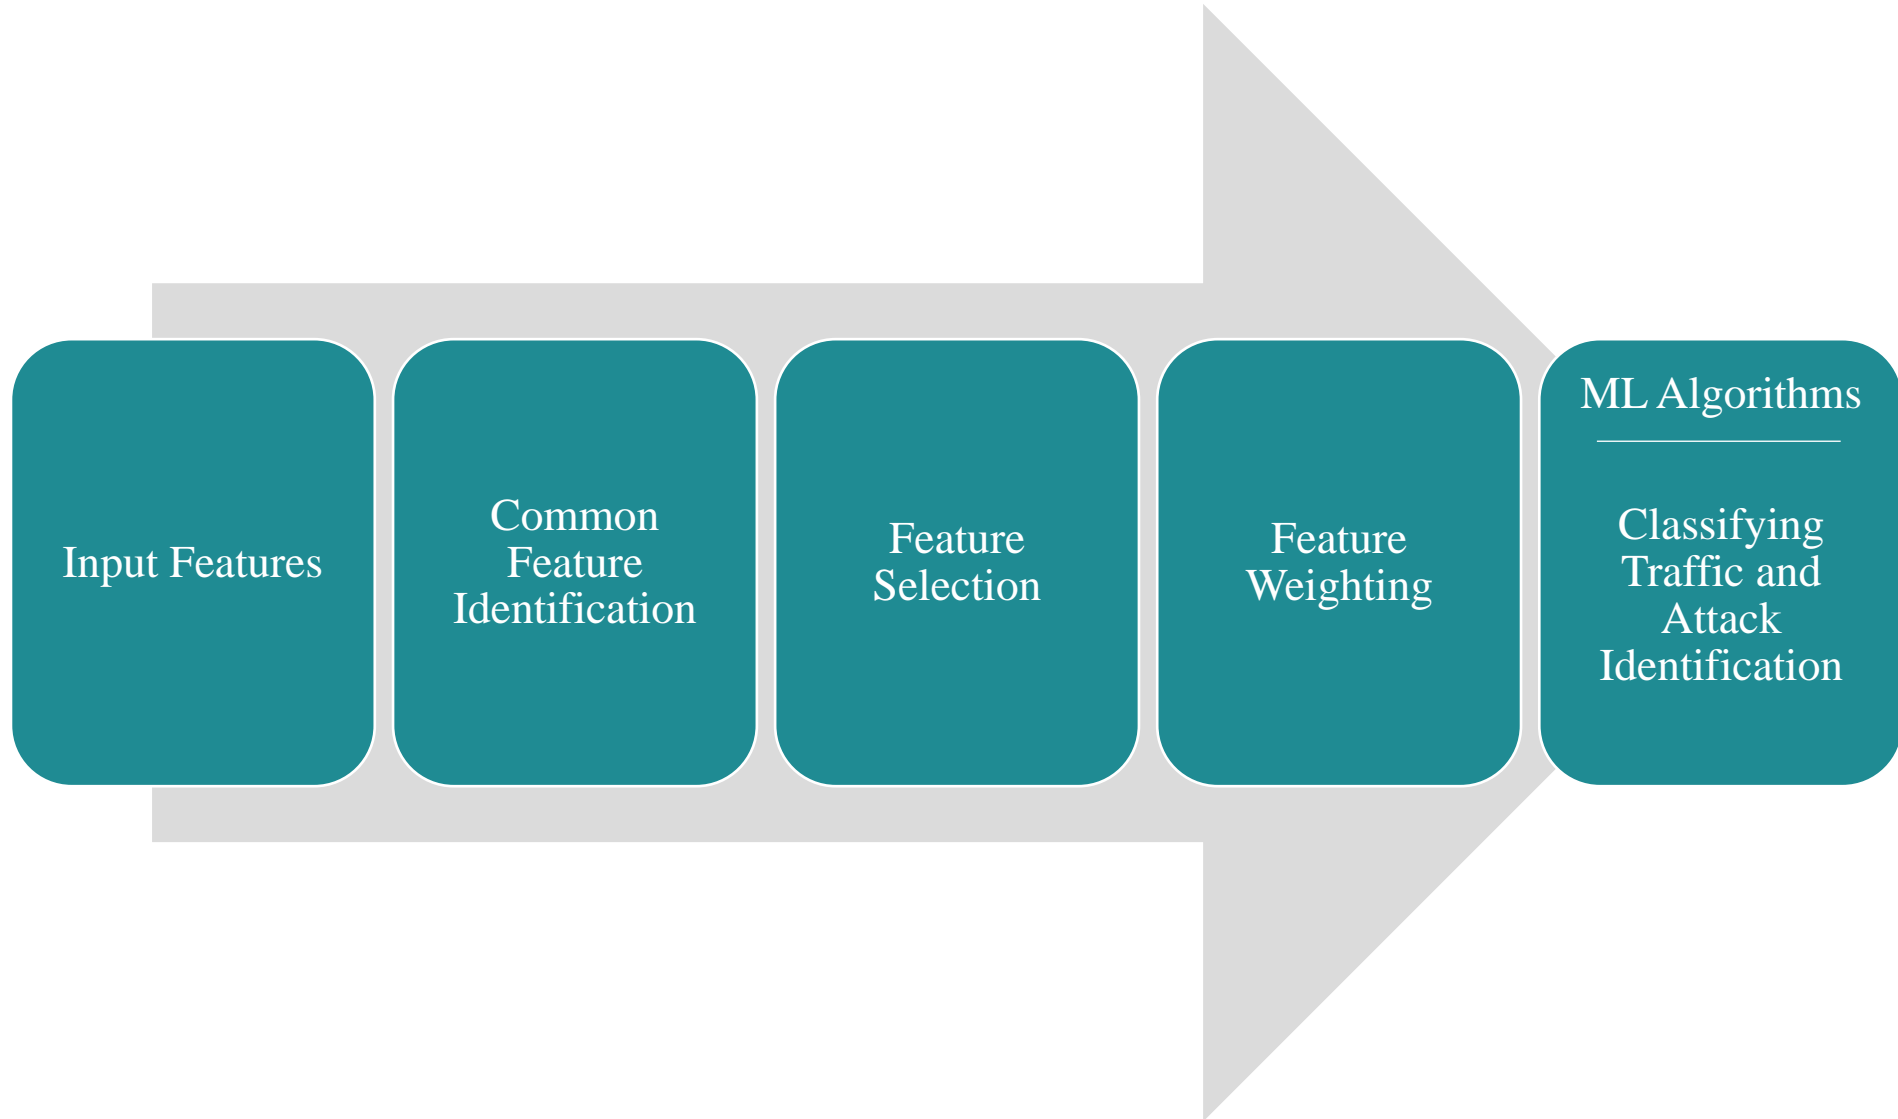 Input Features
Common
Feature
Identification
Feature
Selection
Feature
Weighting
ML Algorithms
Classifying
Traffic and
Attack
Identification